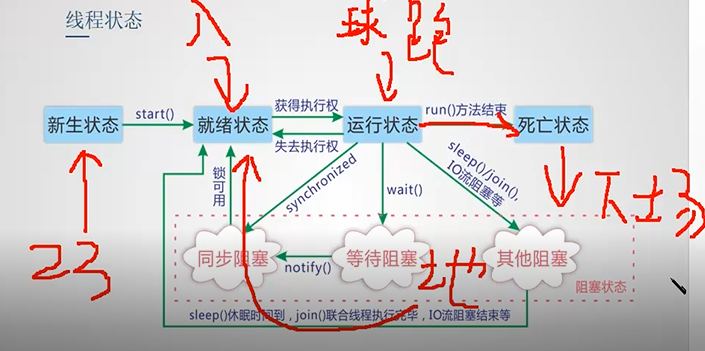 线程状态
入
球 跑
新生状态
start()
就绪状态
获得执行权
失去执行权
运行状态
run()方法结束
死亡状态
锁可用
synchronized
wait()
sleep()/join(),
IO流阻塞等
下土场
23
同步阻塞
notify()
等待阻塞
其他阻塞
地
阻塞状态
sleep()休眠时间到，join()联合线程执行完毕，IO流阻塞结束等